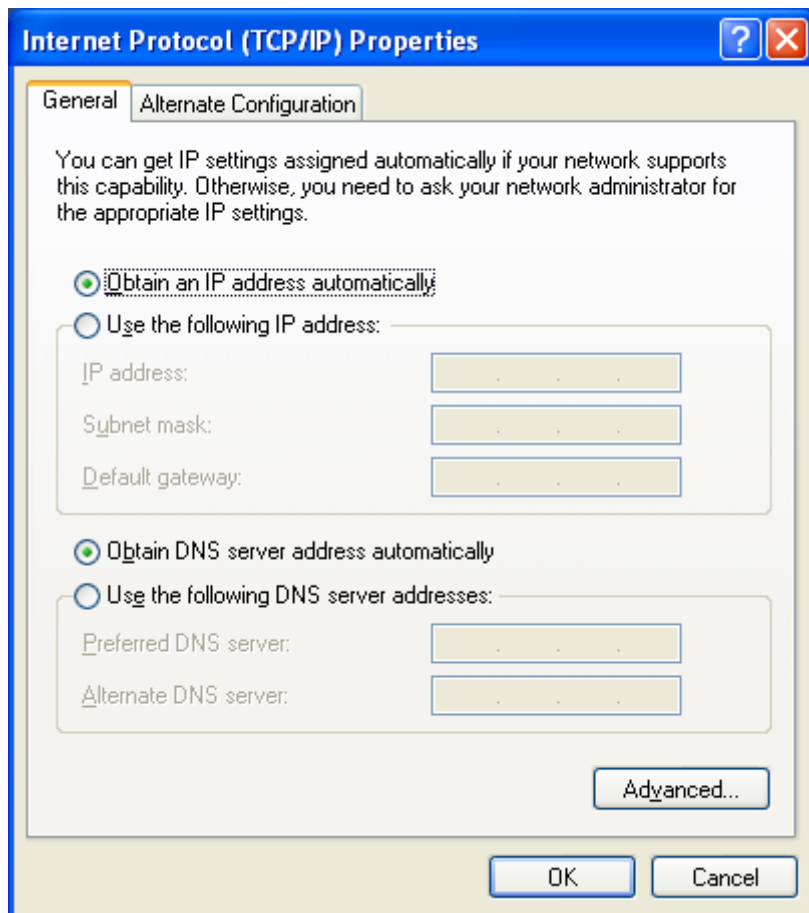 Internet Protocol (TCP/IP) Properties
General
Alternate Configuration
You can get IP settings assigned automatically if your network supports
this capability. Otherwise, you need to ask your network administrator for
the appropriate IP settings.
Obtain an IP address automatically
Use the following IP address:
IP address:
Subnet mask:
Default gateway:
Obtain DNS server address automatically
Use the following DNS server addresses:
Preferred DNS server:
Alternate DNS server:
Advanced...
OK
Cancel